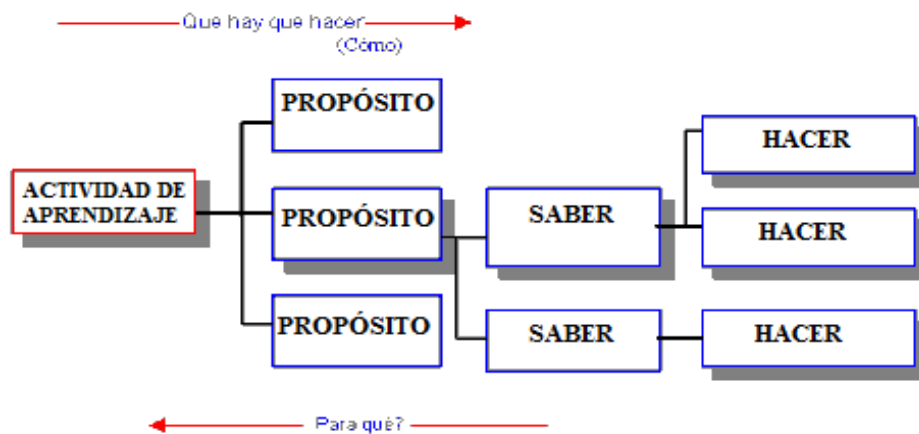 Que hay que hacer
(Cómo)
PROPÓSITO
HACER
ACTIVIDAD DE
APRENDIZAJE
PROPÓSITO
SABER
HACER
PROPÓSITO
SABER
HACER
Para qué?